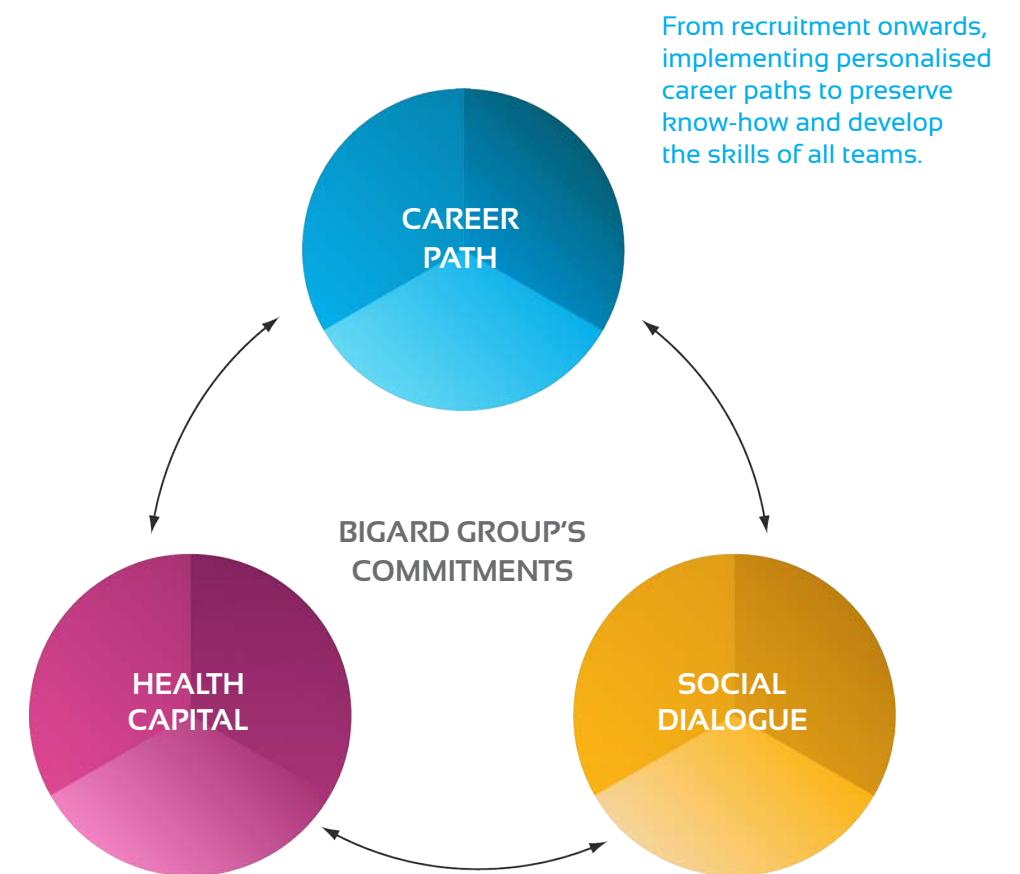 From recruitment onwards,
implementing personalised
career paths to preserve
know-how and develop
the skills of all teams.
CAREER
PATH
BIGARD GROUP'S
COMMITMENTS
HEALTH
CAPITAL
SOCIAL
DIALOGUE